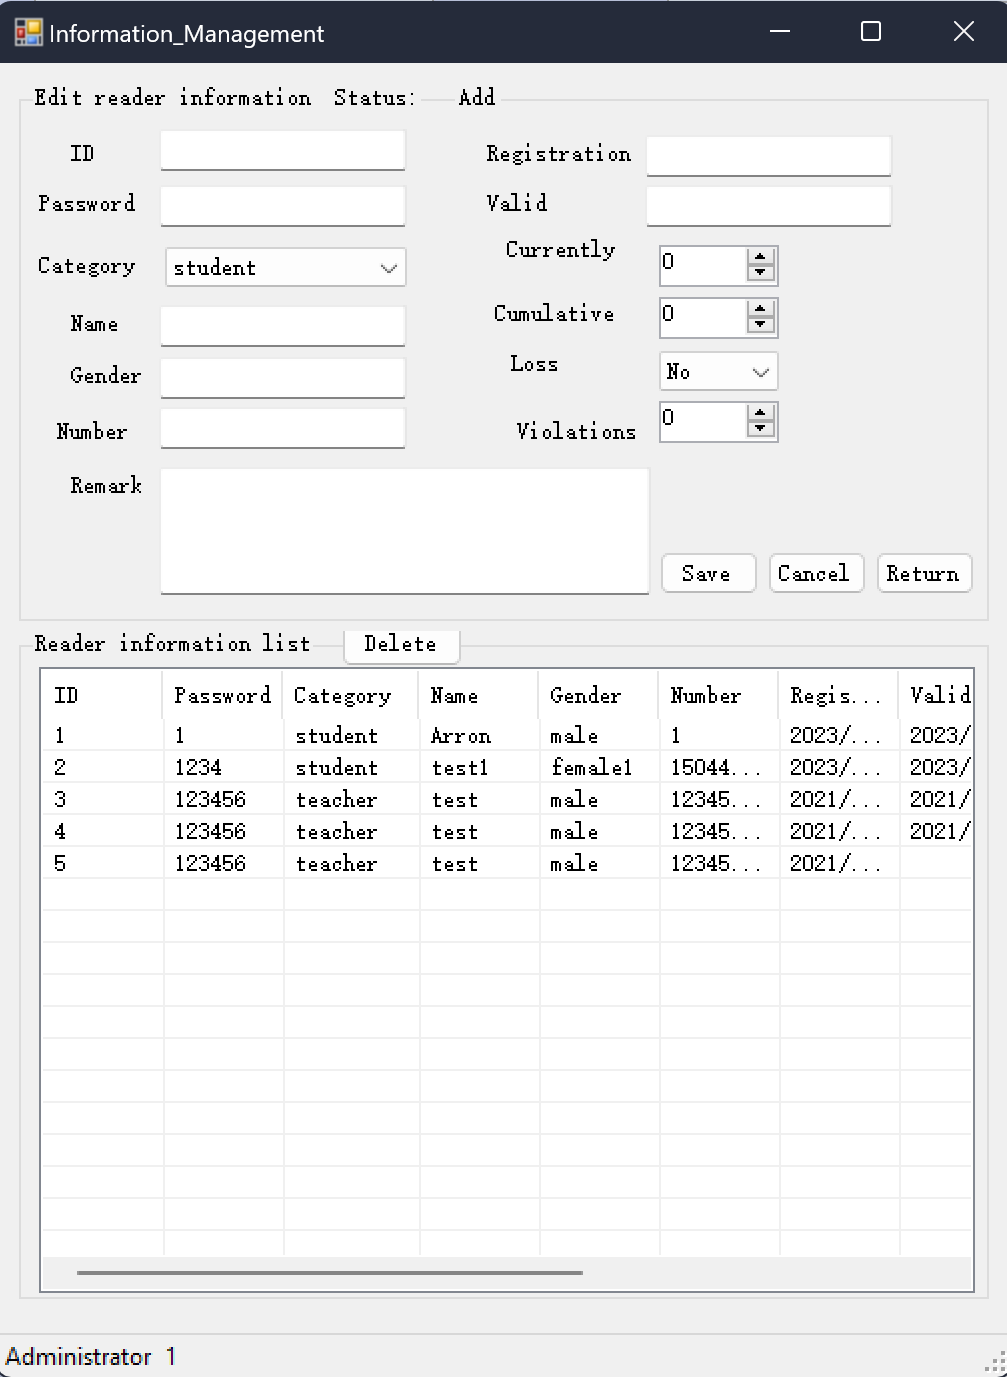 Information_Management
Edit reader information Status: Add
ID
Registration
Password
Valid
Category student
Currently 0
Name
Cumulative 0
Gender
Loss No
Number
Violations 0
Remark
Save Cancel Return
Reader information list Delete
ID Password Category Name Gender Number Regis... Valid
1 1 student Arron male 1 2023/... 2023/
2 1234 student test1 female1 15044... 2023/... 2023/
3 123456 teacher test male 12345... 2021/... 2021/
4 123456 teacher test male 12345... 2021/... 2021/
5 123456 teacher test male 12345... 2021/...
Administrator 1